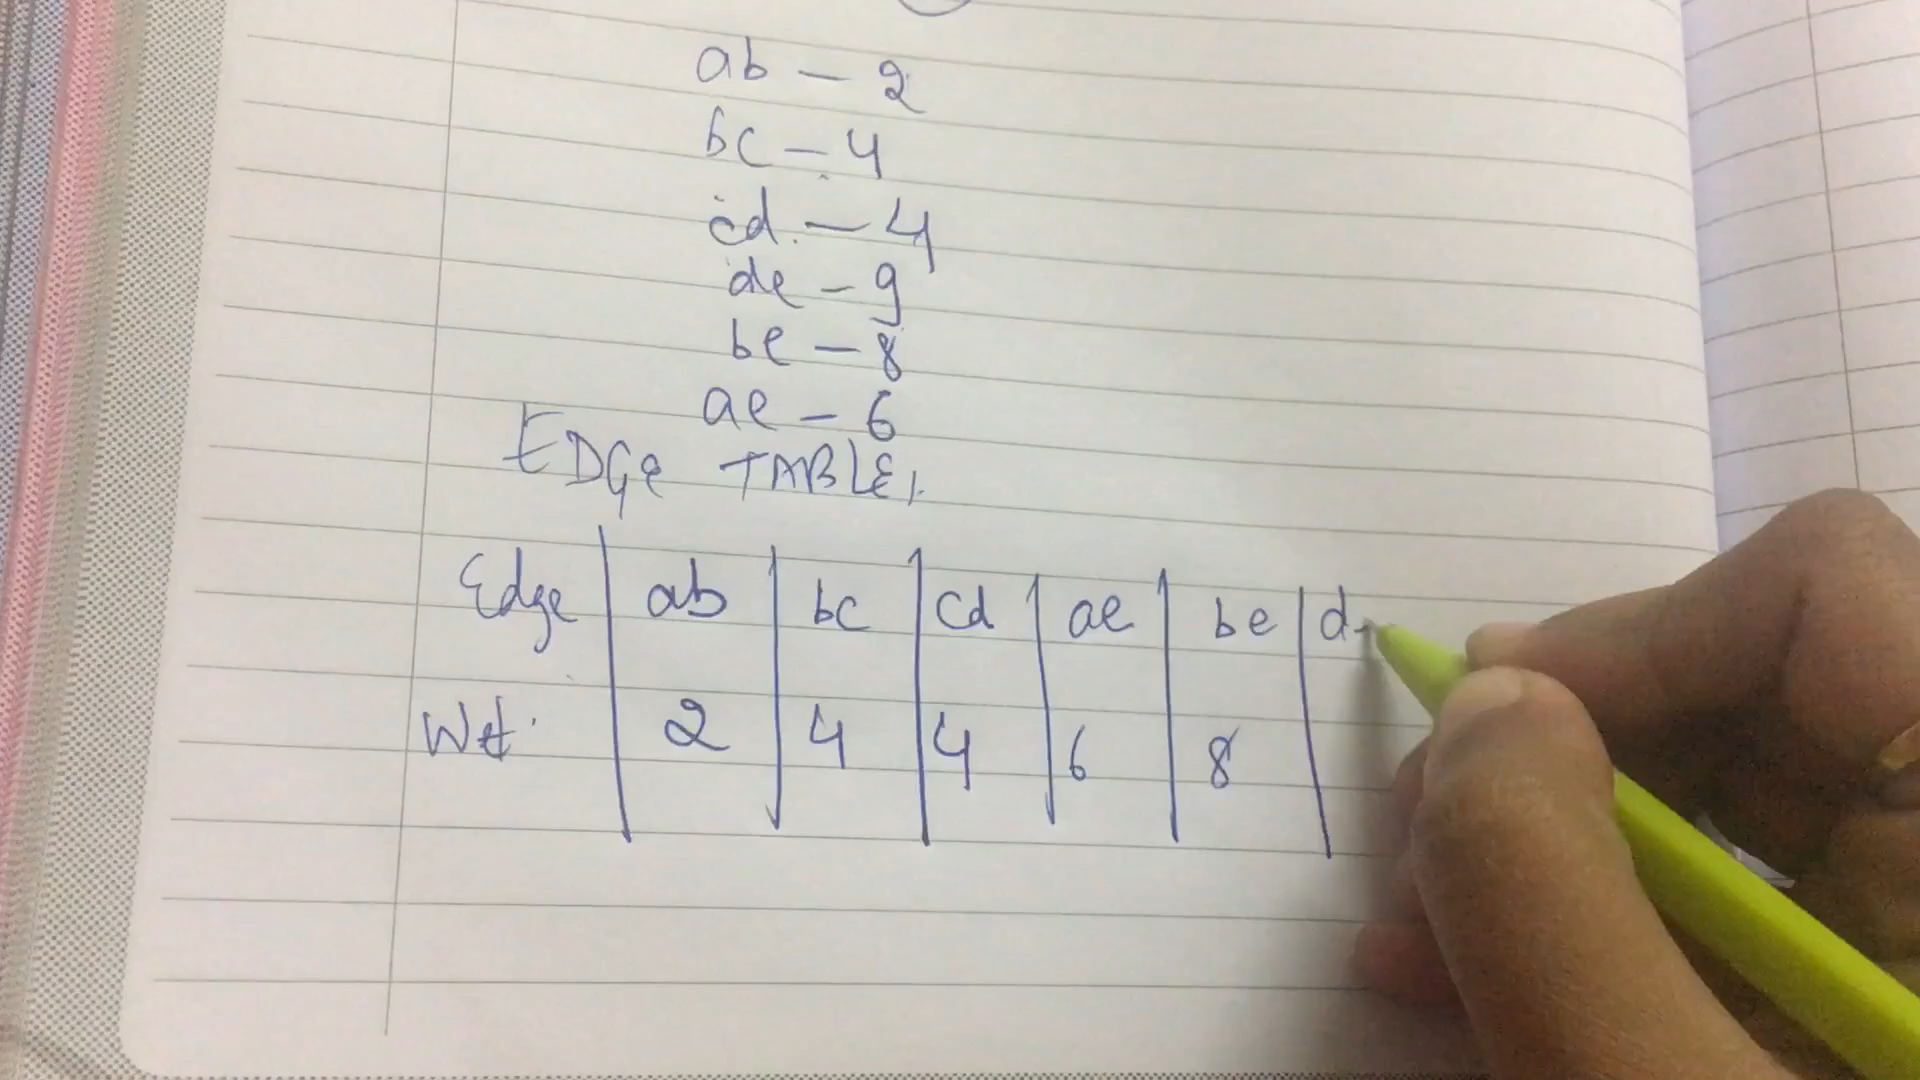 ab – 2
bc – 4
cd. – 4
de – 9
be – 8
ae – 6
EDGe TABLE,
Edge ab bc cd ae be d
Wt. 2 4 4 6 8